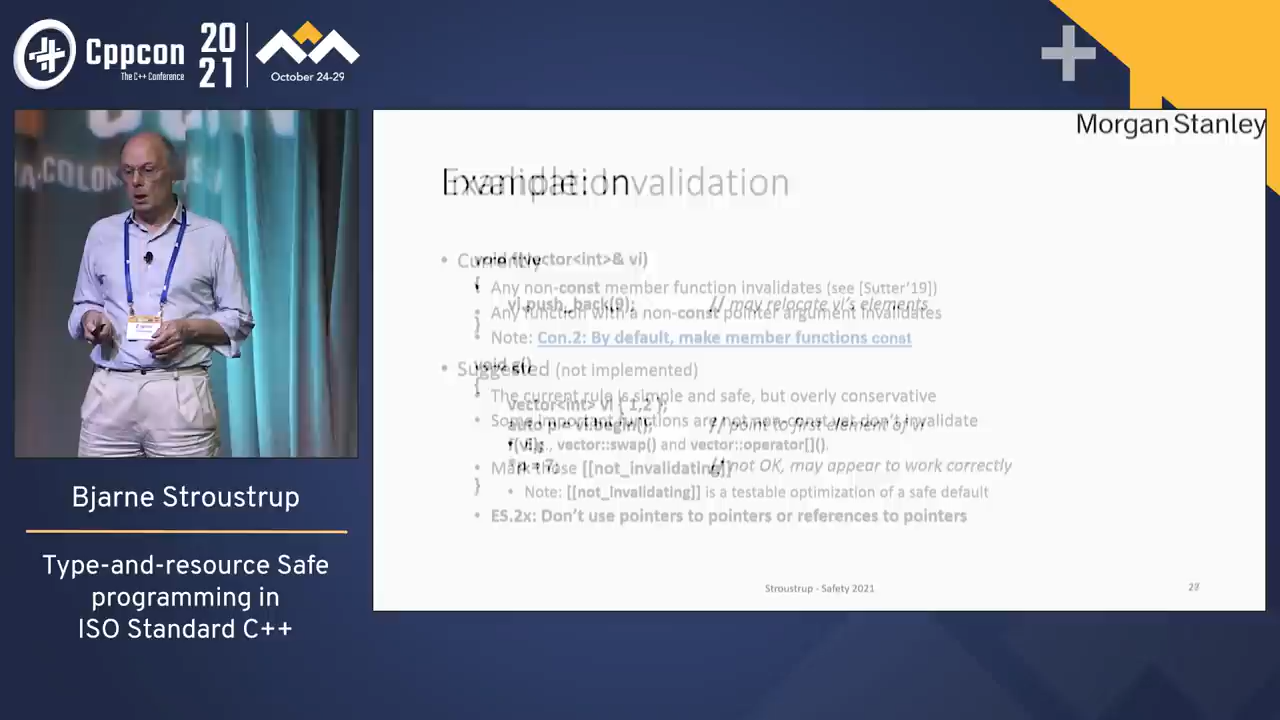 Cppcon
The C++ Conference
20
21
October 24-29
Morgan Stanley
Example: Invalidation
Invalidation
void f(vector<int>& vi)
{
vi.push_back(9); // may relocate vi's elements
}
void g()
{
vector<int> vi { 1,2 };
auto p = vi.begin(); // point to first element of vi
f(vi);
*p = 7; // not OK, may appear to work correctly
}
• Currently
• Any non-const member function invalidates (see [Sutter'19])
• Any function with a non-const pointer argument invalidates
• Note: Con.2: By default, make member functions const
• Suggested (not implemented)
• The current rule is simple and safe, but overly conservative
• Some important functions are not non-const yet don't invalidate
vector::swap() and vector::operator[]().
• Mark those [[not_invalidating]]
• Note: [[not_invalidating]] is a testable optimization of a safe default
• ES.2x: Don't use pointers to pointers or references to pointers
Stroustrup - Safety 2021
Bjarne Stroustrup
Type-and-resource Safe
programming in
ISO Standard C++